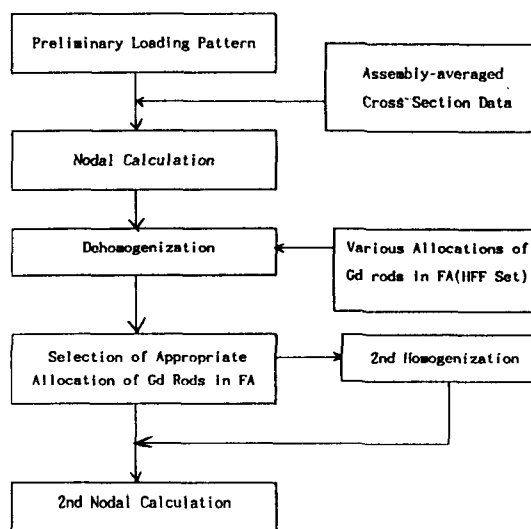 Preliminary Loading Pattern
Assembly-averaged
Cross Section Data
Nodal Calculation
Dehomogenization
Various Allocations of
Gd rods in FA(HFF Set)
Selection of Appropriate
Allocation of Gd Rods in FA
2nd Homogenization
2nd Nodal Calculation